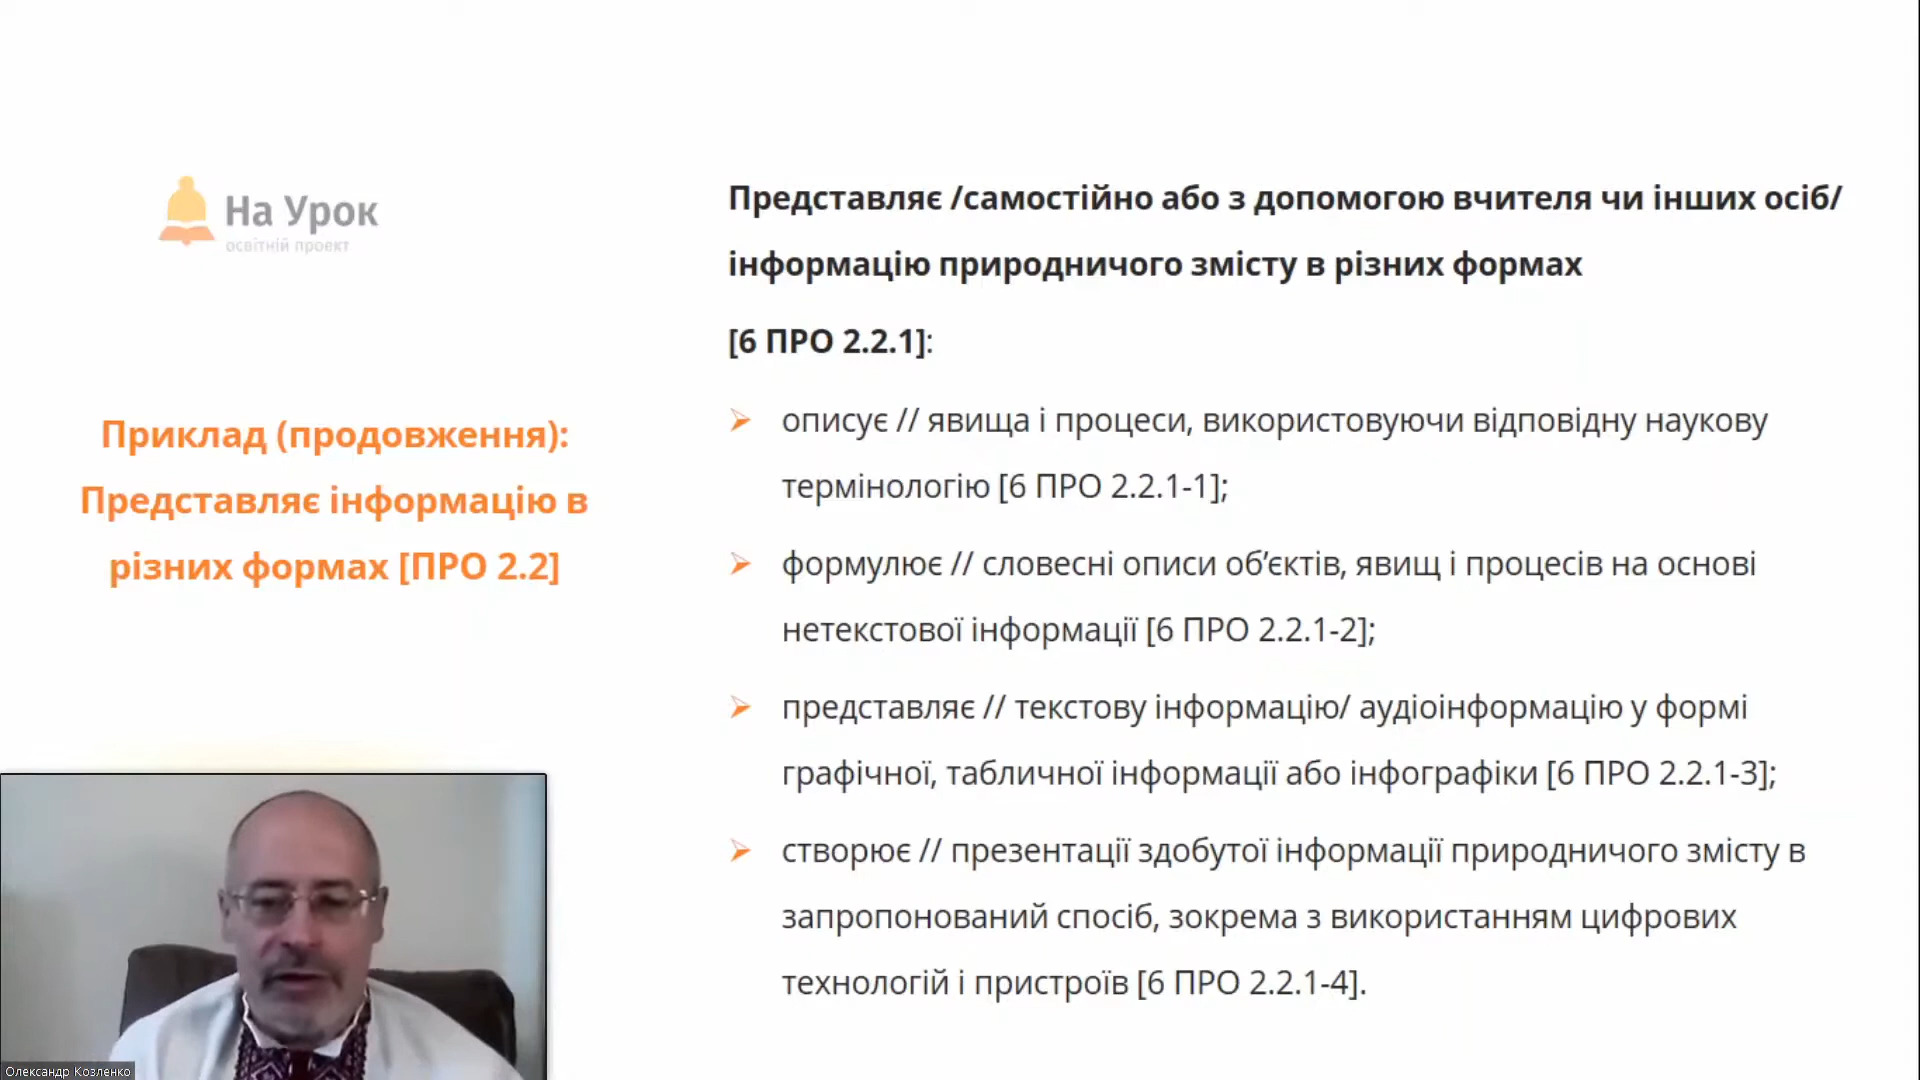 На Урок
освітній проект
Приклад (продовження):
Представляє інформацію в
різних формах [ПРО 2.2]
Представляє /самостійно або з допомогою вчителя чи інших осіб/
інформацію природничого змісту в різних формах
[6 ПРО 2.2.1]:
описує // явища і процеси, використовуючи відповідну наукову
термінологію [6 ПРО 2.2.1-1];
формулює // словесні описи об’єктів, явищ і процесів на основі
нетекстової інформації [6 ПРО 2.2.1-2];
представляє // текстову інформацію/ аудіоінформацію у формі
графічної, табличної інформації або інфографіки [6 ПРО 2.2.1-3];
створює // презентації здобутої інформації природничого змісту в
запропонований спосіб, зокрема з використанням цифрових
технологій і пристроїв [6 ПРО 2.2.1-4].
Олександр Козленко